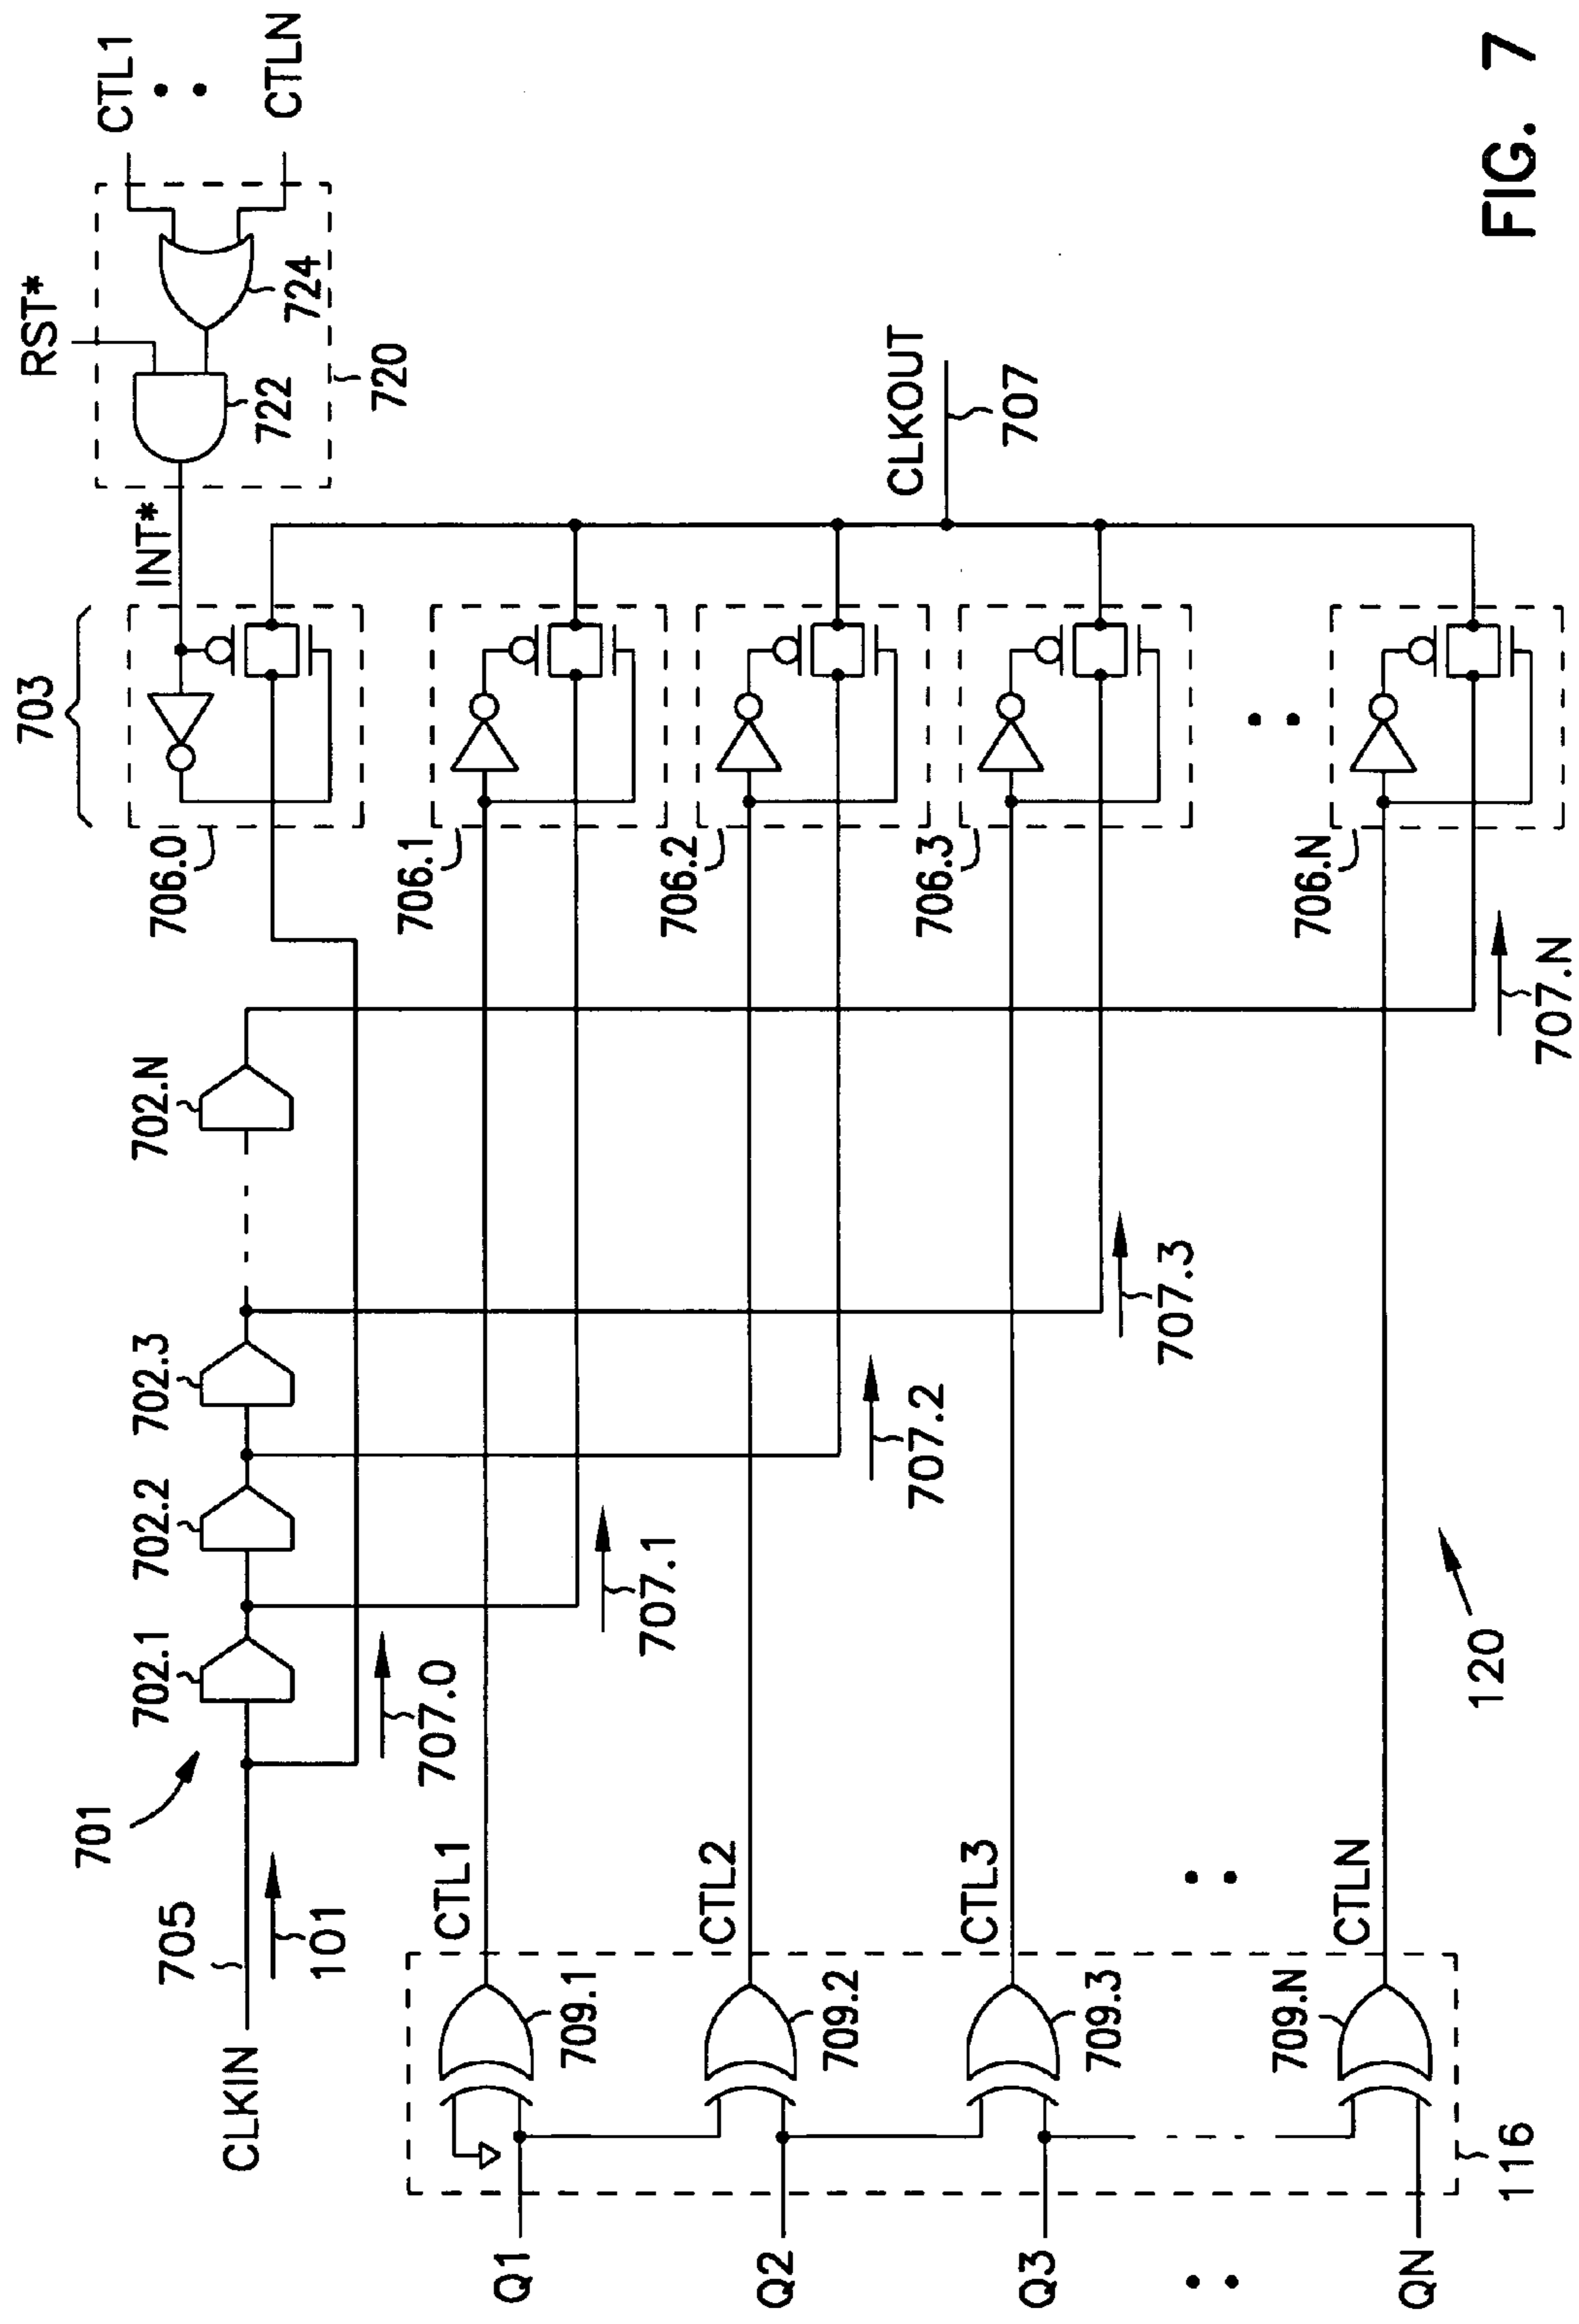 RST*
CTL1
CTLN
724
722
720
INT*
703
706.0
706.1
706.2
706.3
706.N
CLKOUT
707
701
702.1
702.2
702.3
702.N
705
101
CLKIN
707.0
707.1
707.2
707.3
707.N
CTL1
CTL2
CTL3
CTLN
709.1
709.2
709.3
709.N
Q1
Q2
Q3
QN
116
120
FIG. 7